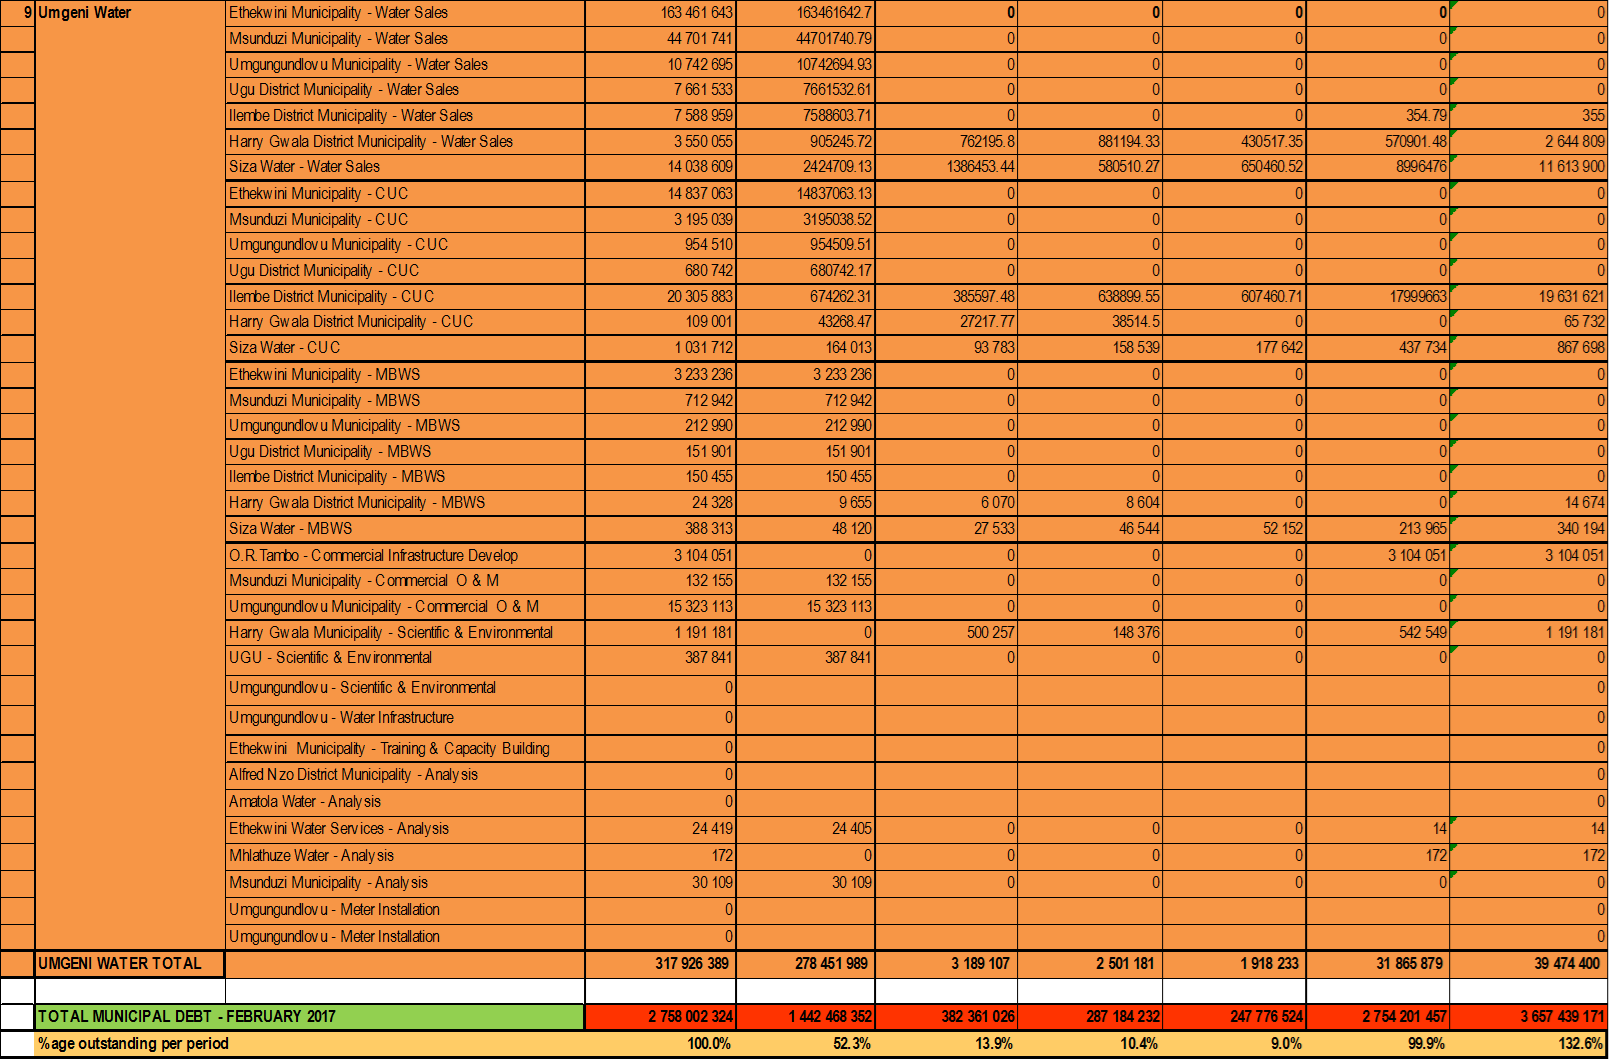 9 Umgeni Water Ethekwini Municipality - Water Sales 163 461 643 163461642.7 0 0 0 0 0
Msunduzi Municipality - Water Sales 44 701 741 44701740.79 0 0 0 0 0
Umgungundlovu Municipality - Water Sales 10 742 695 10742694.93 0 0 0 0 0
Ugu District Municipality - Water Sales 7 661 533 7661532.61 0 0 0 0 0
Ilembe District Municipality - Water Sales 7 588 959 7588603.71 0 0 0 354.79 355
Harry Gwala District Municipality - Water Sales 3 550 055 905245.72 762195.8 881194.33 430517.35 570901.48 2 644 809
Siza Water - Water Sales 14 038 609 2424709.13 1386453.44 580510.27 650460.52 8996476 11 613 900
Ethekwini Municipality - CUC 14 837 063 14837063.13 0 0 0 0 0
Msunduzi Municipality - CUC 3 195 039 3195038.52 0 0 0 0 0
Umgungundlovu Municipality - CUC 954 510 954509.51 0 0 0 0 0
Ugu District Municipality - CUC 680 742 680742.17 0 0 0 0 0
Ilembe District Municipality - CUC 20 305 883 674262.31 385597.48 638899.55 607460.71 17999663 19 631 621
Harry Gwala District Municipality - CUC 109 001 43268.47 27217.77 38514.5 0 0 65 732
Siza Water - CUC 1 031 712 164 013 93 783 158 539 177 642 437 734 867 698
Ethekwini Municipality - MBWS 3 233 236 3 233 236 0 0 0 0 0
Msunduzi Municipality - MBWS 712 942 712 942 0 0 0 0 0
Umgungundlovu Municipality - MBWS 212 990 212 990 0 0 0 0 0
Ugu District Municipality - MBWS 151 901 151 901 0 0 0 0 0
Ilembe District Municipality - MBWS 150 455 150 455 0 0 0 0 0
Harry Gwala District Municipality - MBWS 24 328 9 655 6 070 8 604 0 0 14 674
Siza Water - MBWS 388 313 48 120 27 533 46 544 52 152 213 965 340 194
O.R.Tambo - Commercial Infrastructure Develop 3 104 051 0 0 0 0 3 104 051 3 104 051
Msunduzi Municipality - Commercial O & M 132 155 132 155 0 0 0 0 0
Umgungundlovu Municipality - Commercial O & M 15 323 113 15 323 113 0 0 0 0 0
Harry Gwala Municipality - Scientific & Environmental 1 191 181 0 500 257 148 376 0 542 549 1 191 181
UGU - Scientific & Environmental 387 841 387 841 0 0 0 0 0
Umgungundlovu - Scientific & Environmental 0 0
Umgungundlovu - Water Infrastructure 0 0
Ethekwini Municipality - Training & Capacity Building 0 0
Alfred Nzo District Municipality - Analysis 0 0
Amatola Water - Analysis 0 0
Ethekwini Water Services - Analysis 24 419 24 405 0 0 0 14 14
Mhlathuze Water - Analysis 172 0 0 0 0 172 172
Msunduzi Municipality - Analysis 30 109 30 109 0 0 0 0 0
Umgungundlovu - Meter Installation 0 0
Umgungundlovu - Meter Installation 0 0
UMGENI WATER TOTAL 317 926 389 278 451 989 3 189 107 2 501 181 1 918 233 31 865 879 39 474 400
TOTAL MUNICIPAL DEBT - FEBRUARY 2017 2 758 002 324 1 442 468 352 382 361 026 287 184 232 247 776 524 2 754 201 457 3 657 439 171
%age outstanding per period 100.0% 52.3% 13.9% 10.4% 9.0% 99.9% 132.6%